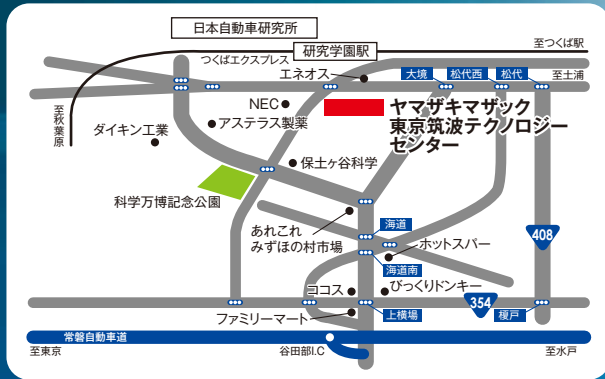 日本自動車研究所
研究学園駅
至つくば駅
つくばエクスプレス
エネオス
大境
松代西
松代
至土浦
至秋葉原
NEC
アステラス製薬
ダイキン工業
ヤマザキマザック
東京筑波テクノロジー
センター
保土ヶ谷科学
科学万博記念公園
あれこれ
みずほの村市場
海道
ホットスパー
408
海道南
ココス
びっくりドンキー
354
ファミリーマート
上横場
榎戸
常磐自動車道
至東京
谷田部I.C
至水戸